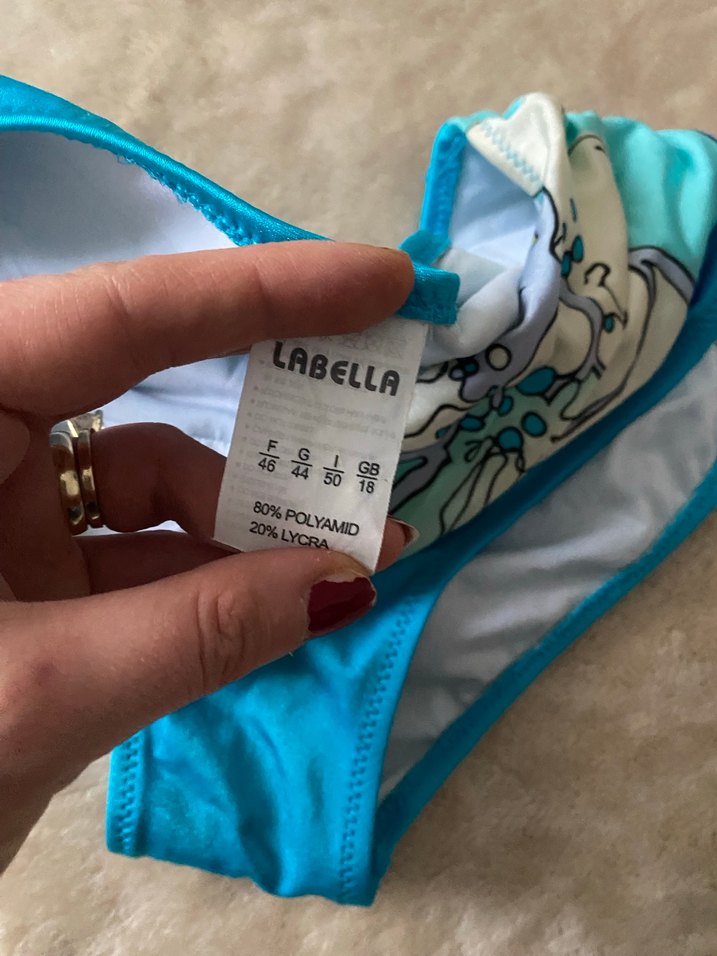 LABELLA
F G I GB
46 44 50 18
80% POLYAMID
20% LYCRA